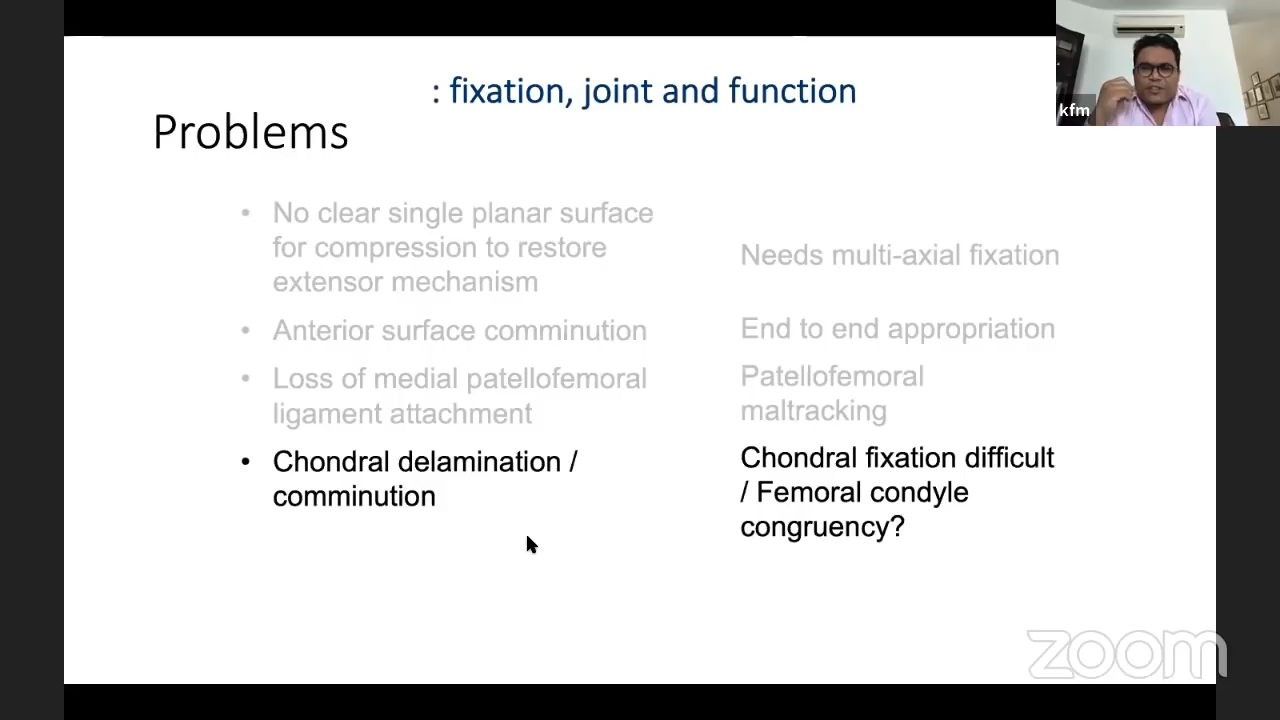 : fixation, joint and function
Problems
kfm
• No clear single planar surface
for compression to restore
extensor mechanism
Needs multi-axial fixation
• Anterior surface comminution
End to end appropriation
• Loss of medial patellofemoral
ligament attachment
Patellofemoral
maltracking
• Chondral delamination /
comminution
Chondral fixation difficult
/ Femoral condyle
congruency?
zoom